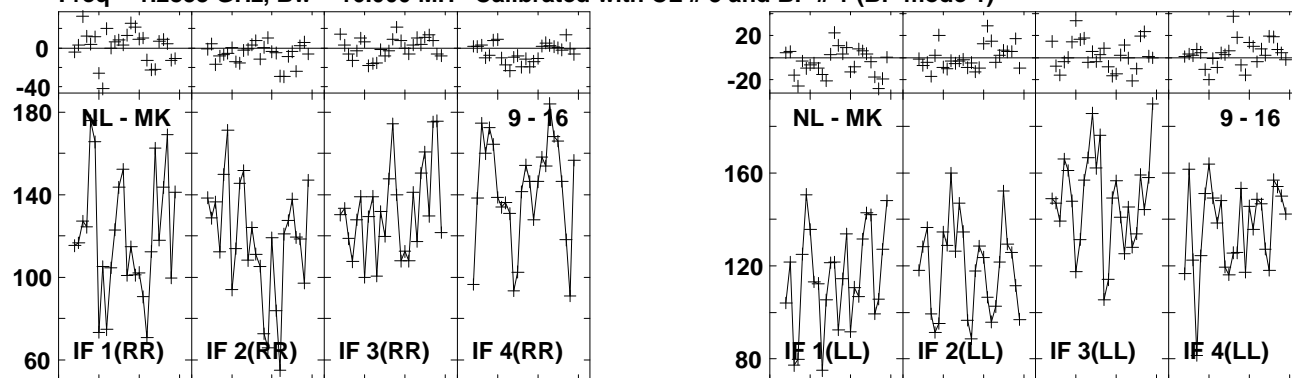 0
-40
180
140
100
60
NL - MK
9 - 16
IF 1(RR)
IF 2(RR)
IF 3(RR)
IF 4(RR)
20
0
-20
160
120
80
NL - MK
9 - 16
IF 1(LL)
IF 2(LL)
IF 3(LL)
IF 4(LL)